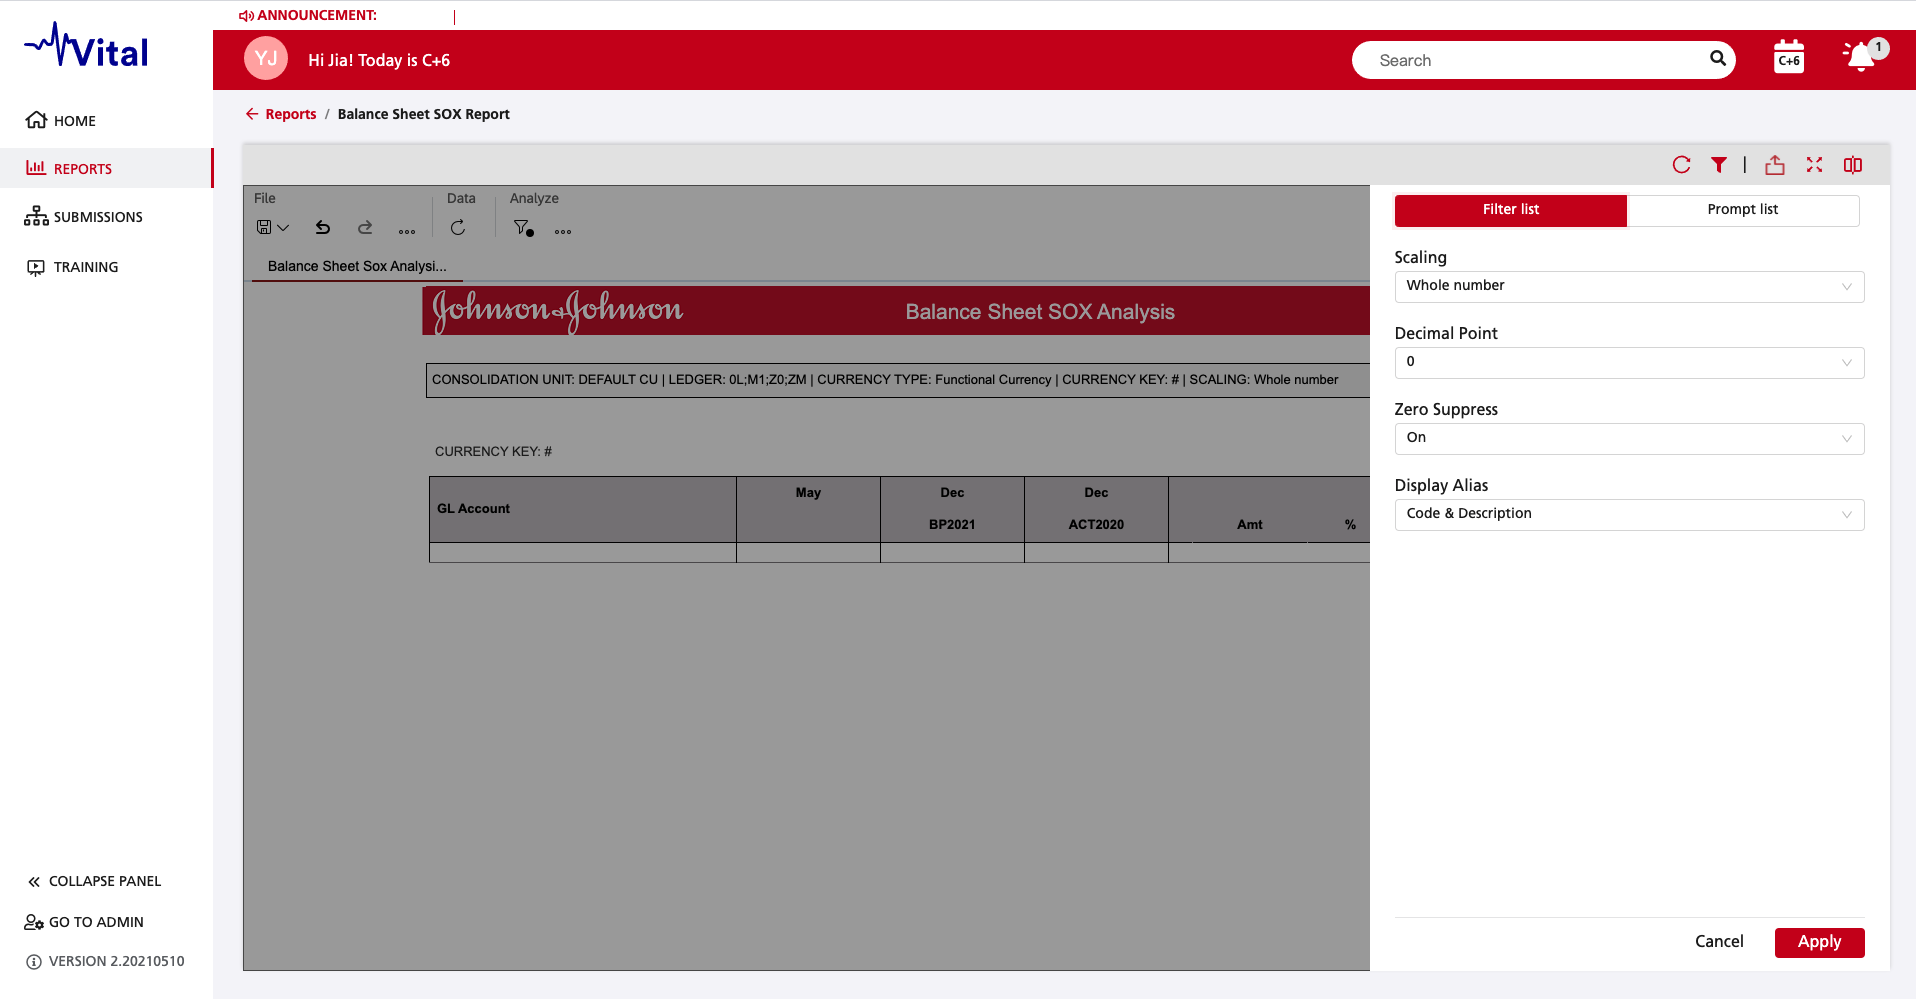 ANNOUNCEMENT:
Vital
YJ
Hi Jia! Today is C+6
Search
C+6
1
HOME
REPORTS
SUBMISSIONS
TRAINING
Reports / Balance Sheet SOX Report
File
Data
Analyze
Balance Sheet Sox Analysi...
Johnson & Johnson
Balance Sheet SOX Analysis
CONSOLIDATION UNIT: DEFAULT CU | LEDGER: 0L;M1;Z0;ZM | CURRENCY TYPE: Functional Currency | CURRENCY KEY: # | SCALING: Whole number
CURRENCY KEY: #
May Dec Dec
GL Account
BP2021 ACT2020 Amt %
Filter list
Prompt list
Scaling
Whole number
Decimal Point
0
Zero Suppress
On
Display Alias
Code & Description
Cancel
Apply
COLLAPSE PANEL
GO TO ADMIN
VERSION 2.20210510